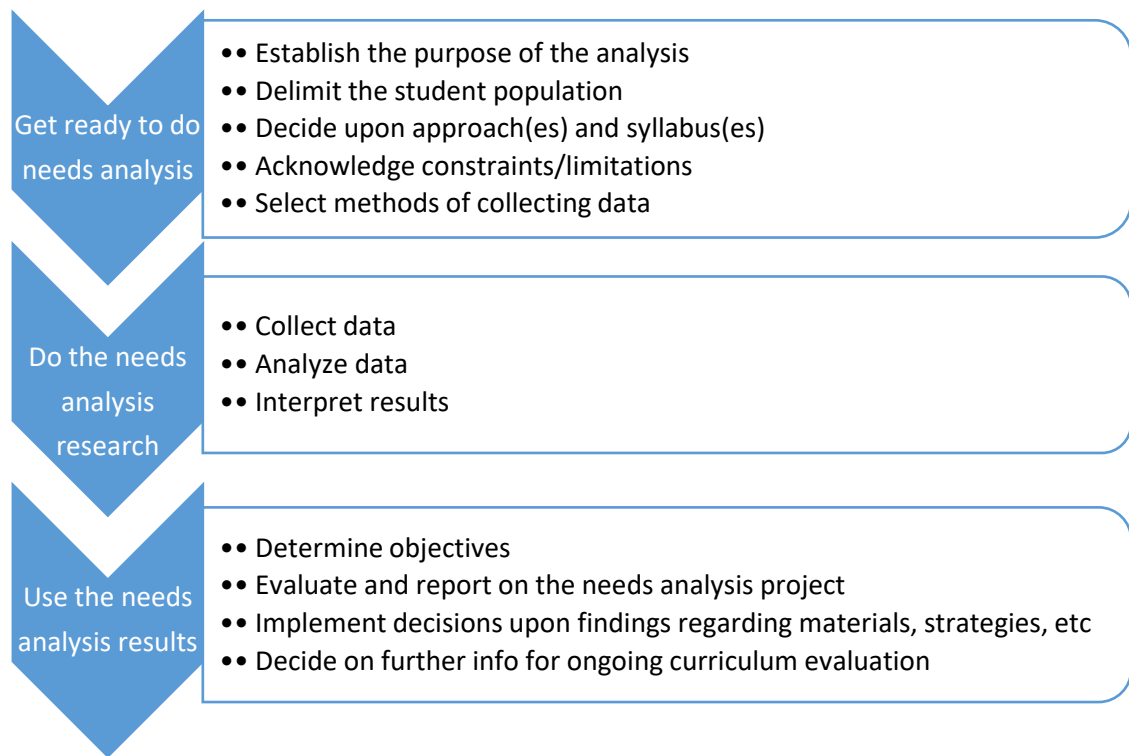 Get ready to do
needs analysis
•• Establish the purpose of the analysis
•• Delimit the student population
•• Decide upon approach(es) and syllabus(es)
•• Acknowledge constraints/limitations
•• Select methods of collecting data
Do the needs
analysis
research
•• Collect data
•• Analyze data
•• Interpret results
Use the needs
analysis results
•• Determine objectives
•• Evaluate and report on the needs analysis project
•• Implement decisions upon findings regarding materials, strategies, etc
•• Decide on further info for ongoing curriculum evaluation